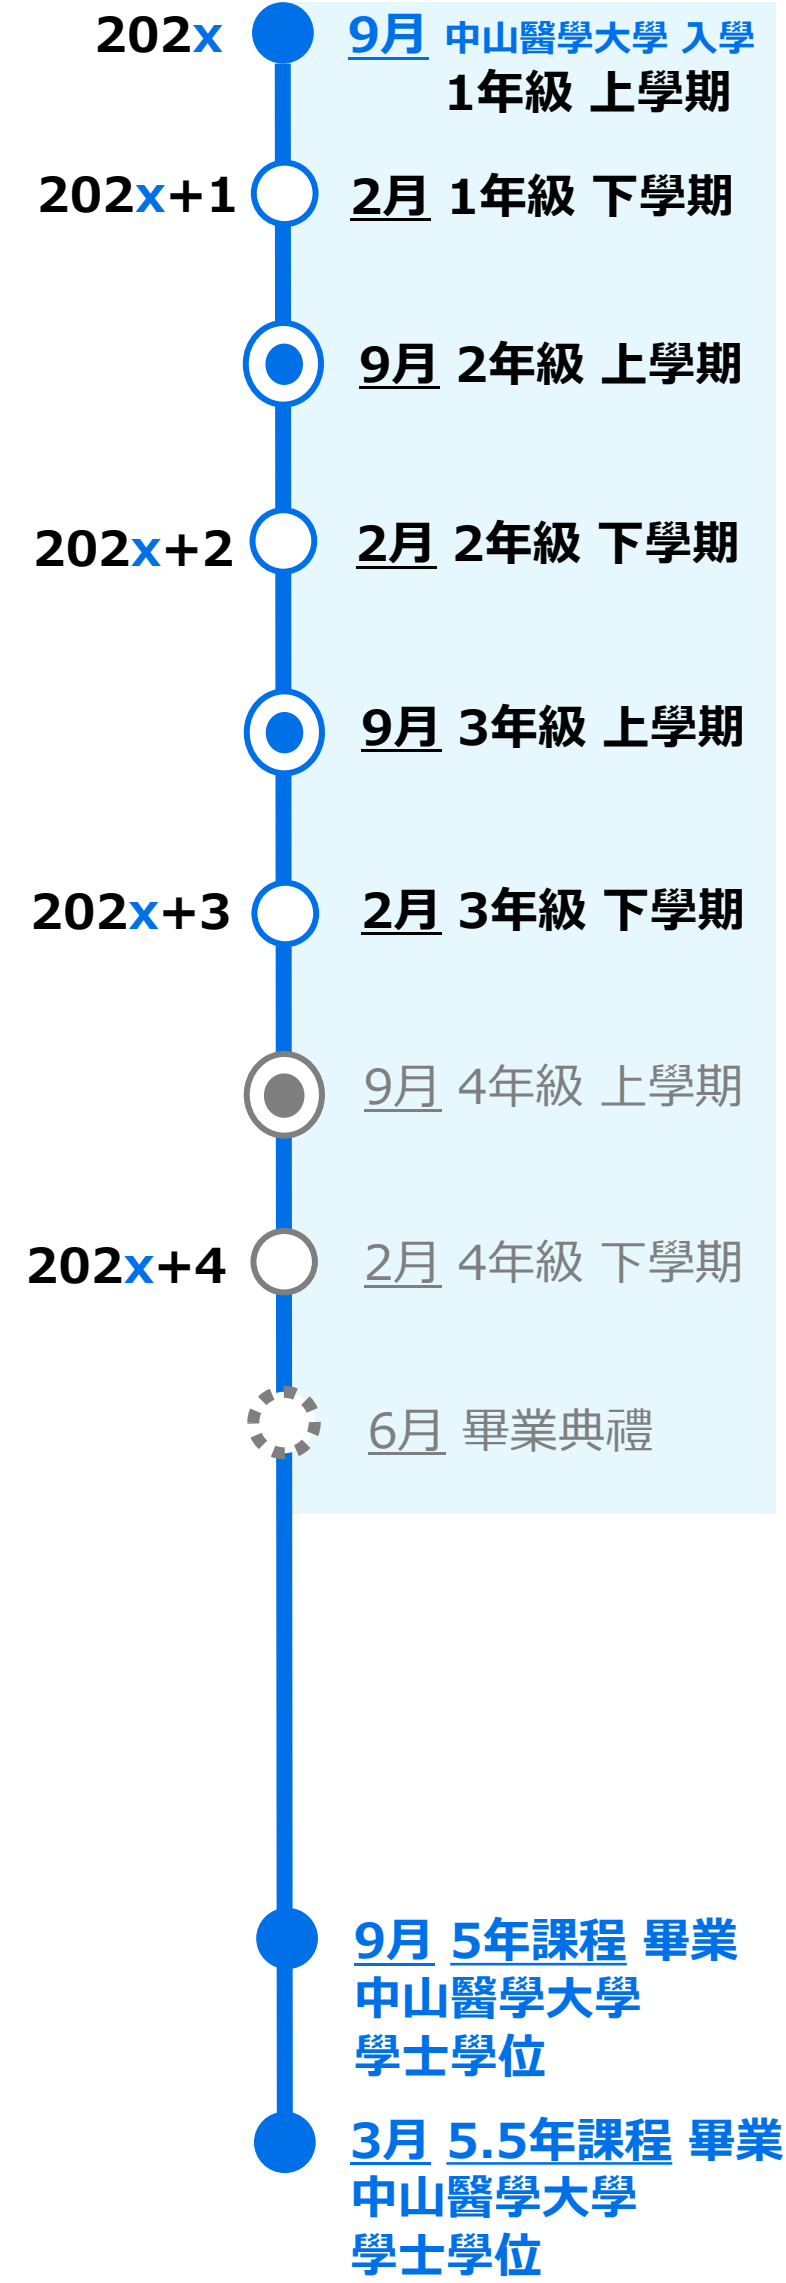 202x 9月 中山醫學大學 入學
1年級 上學期
202x+1 2月 1年級 下學期
9月 2年級 上學期
202x+2 2月 2年級 下學期
9月 3年級 上學期
202x+3 2月 3年級 下學期
9月 4年級 上學期
202x+4 2月 4年級 下學期
6月 畢業典禮
9月 5年課程 畢業
中山醫學大學
學士學位
3月 5.5年課程 畢業
中山醫學大學
學士學位